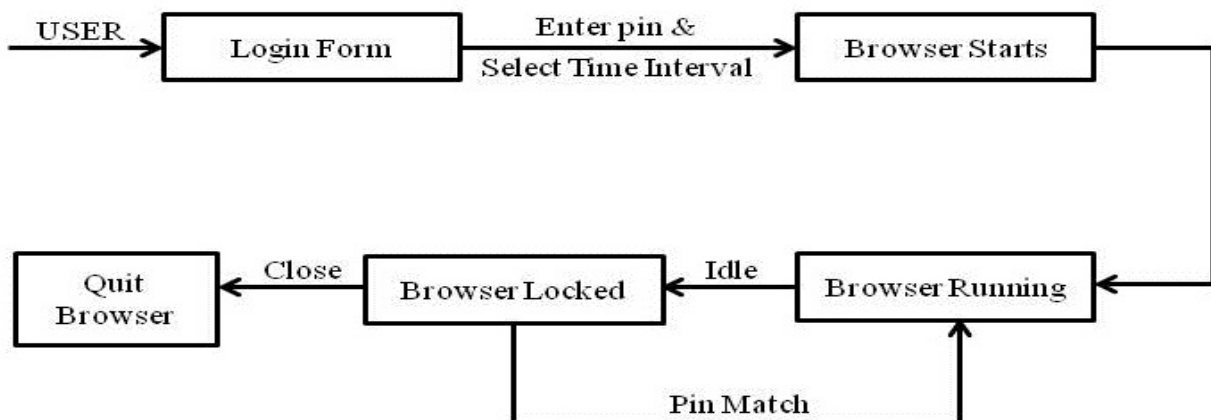 USER
Login Form
Enter pin &
Select Time Interval
Browser Starts
Quit
Browser
Close
Browser Locked
Idle
Browser Running
Pin Match